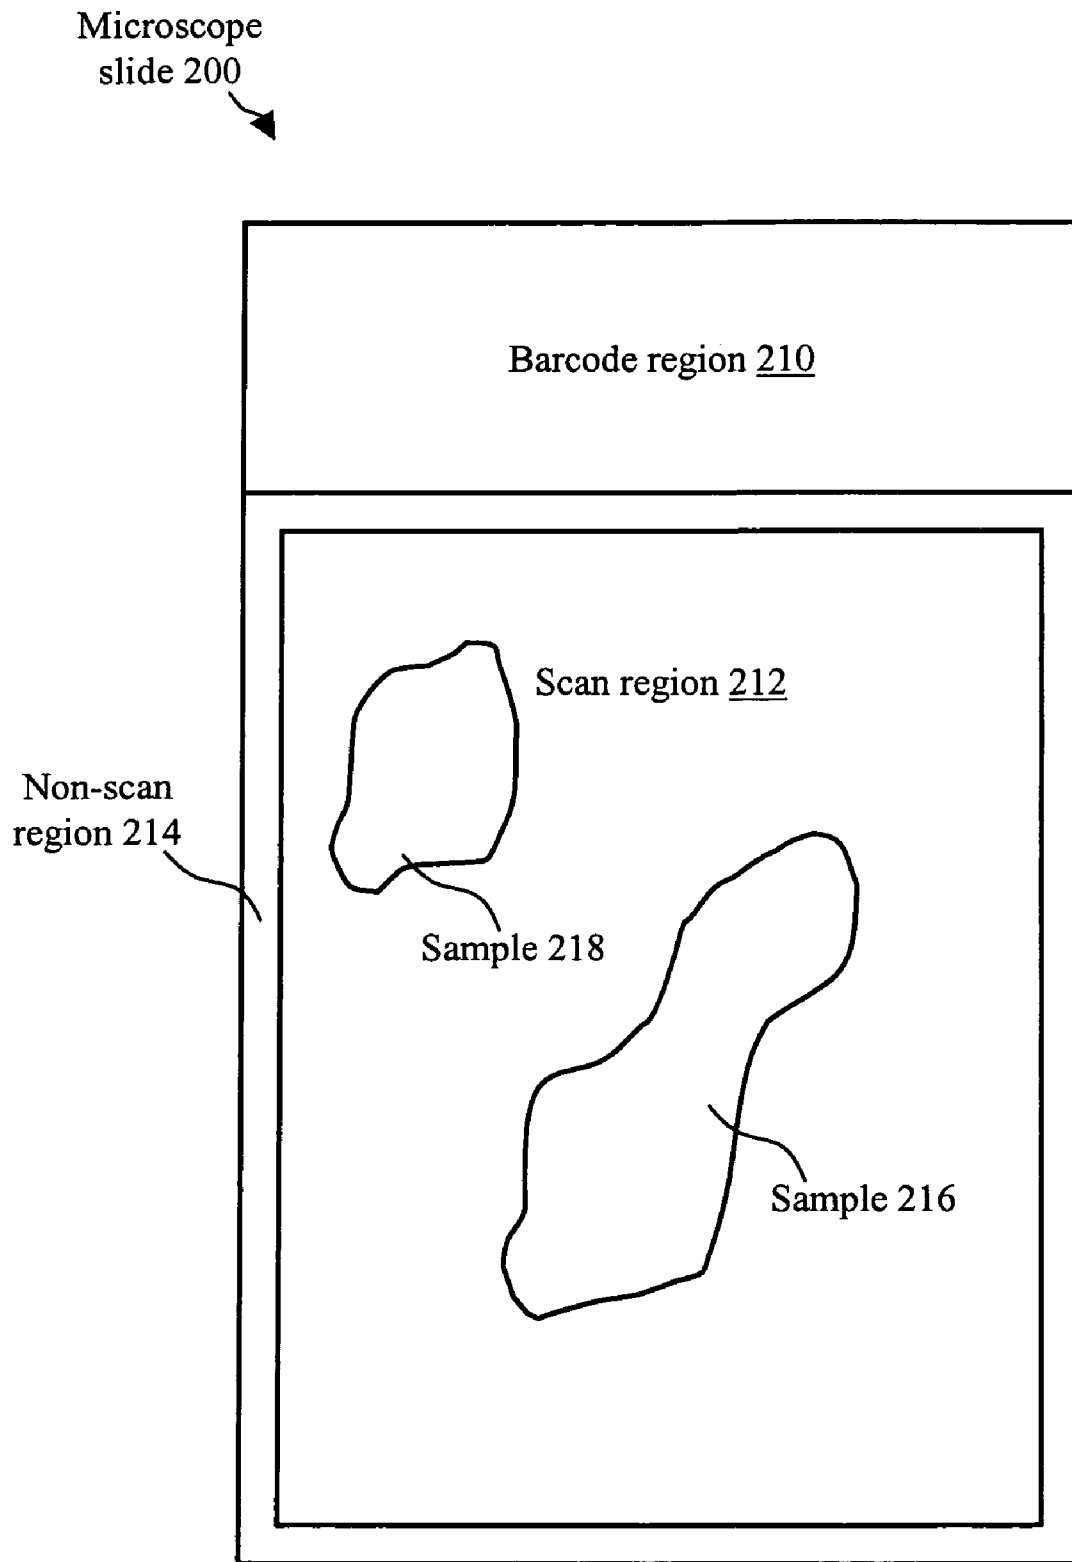 Microscope
slide 200
Barcode region 210
Scan region 212
Non-scan
region 214
Sample 218
Sample 216